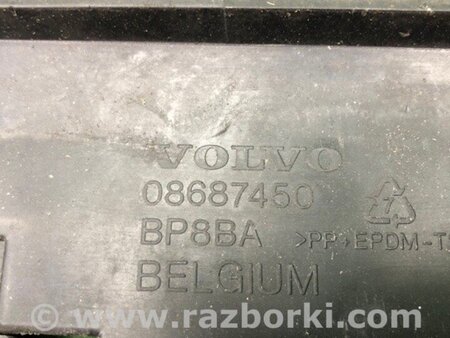 VOLVO
08687450
BP8BA >PP+EPDM-T
BELGIUM
© - www.razborki.com